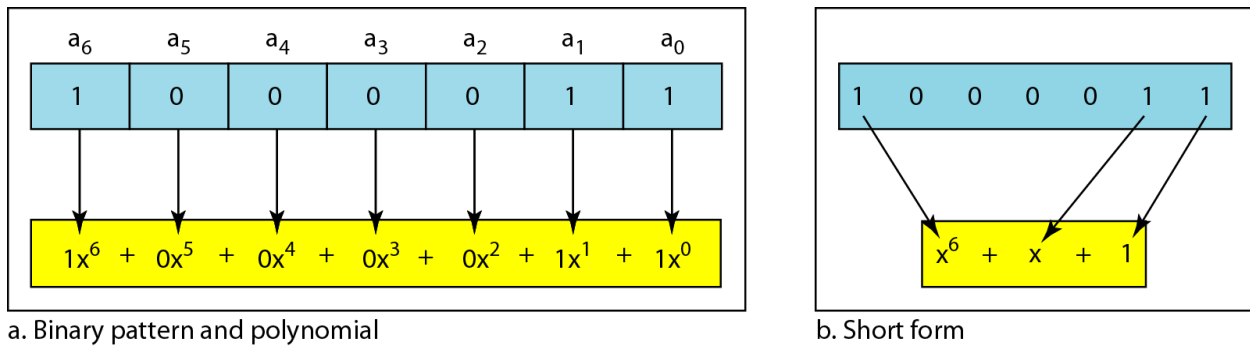 a₆ a₅ a₄ a₃ a₂ a₁ a₀
1 0 0 0 0 1 1
1x⁶ + 0x⁵ + 0x⁴ + 0x³ + 0x² + 1x¹ + 1x⁰
a. Binary pattern and polynomial
1 0 0 0 0 1 1
x⁶ + x + 1
b. Short form